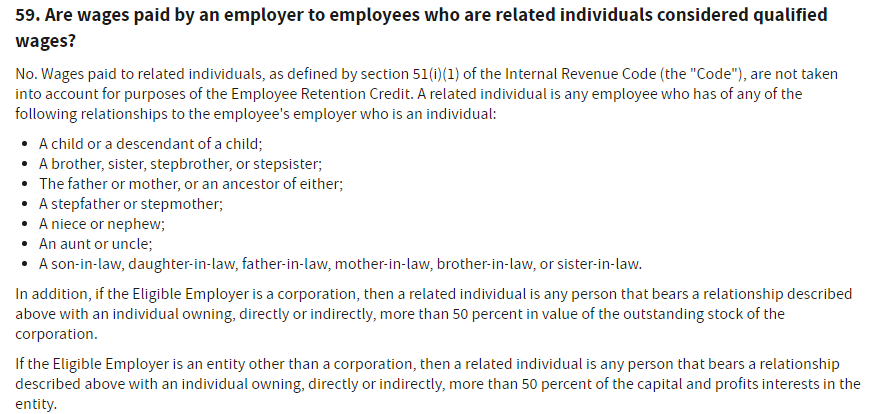 59. Are wages paid by an employer to employees who are related individuals considered qualified
wages?
No. Wages paid to related individuals, as defined by section 51(i)(1) of the Internal Revenue Code (the "Code"), are not taken
into account for purposes of the Employee Retention Credit. A related individual is any employee who has of any of the
following relationships to the employee's employer who is an individual:
• A child or a descendant of a child;
• A brother, sister, stepbrother, or stepsister;
• The father or mother, or an ancestor of either;
• A stepfather or stepmother;
• A niece or nephew;
• An aunt or uncle;
• A son-in-law, daughter-in-law, father-in-law, mother-in-law, brother-in-law, or sister-in-law.
In addition, if the Eligible Employer is a corporation, then a related individual is any person that bears a relationship described
above with an individual owning, directly or indirectly, more than 50 percent in value of the outstanding stock of the
corporation.
If the Eligible Employer is an entity other than a corporation, then a related individual is any person that bears a relationship
described above with an individual owning, directly or indirectly, more than 50 percent of the capital and profits interests in the
entity.